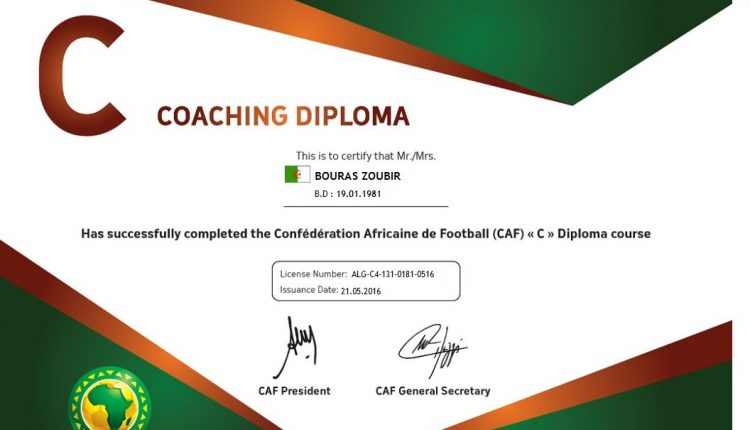 C
COACHING DIPLOMA
This is to certify that Mr./Mrs.
BOURAS ZOUBIR
B.D : 19.01.1981
Has successfully completed the Confédération Africaine de Football (CAF) « C » Diploma course
License Number: ALG-C4-131-0181-0516
Issuance Date: 21.05.2016
CAF President
CAF General Secretary